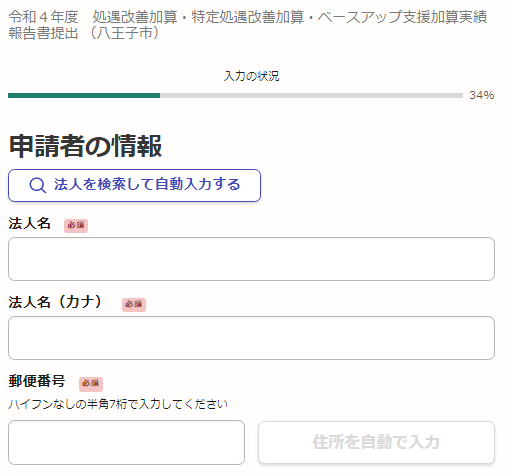 令和４年度　処遇改善加算・特定処遇改善加算・ベースアップ支援加算実績
報告書提出 （八王子市）
入力の状況
34%
申請者の情報
法人を検索して自動入力する
法人名 必須
法人名（カナ） 必須
郵便番号 必須
ハイフンなしの半角7桁で入力してください
住所を自動で入力